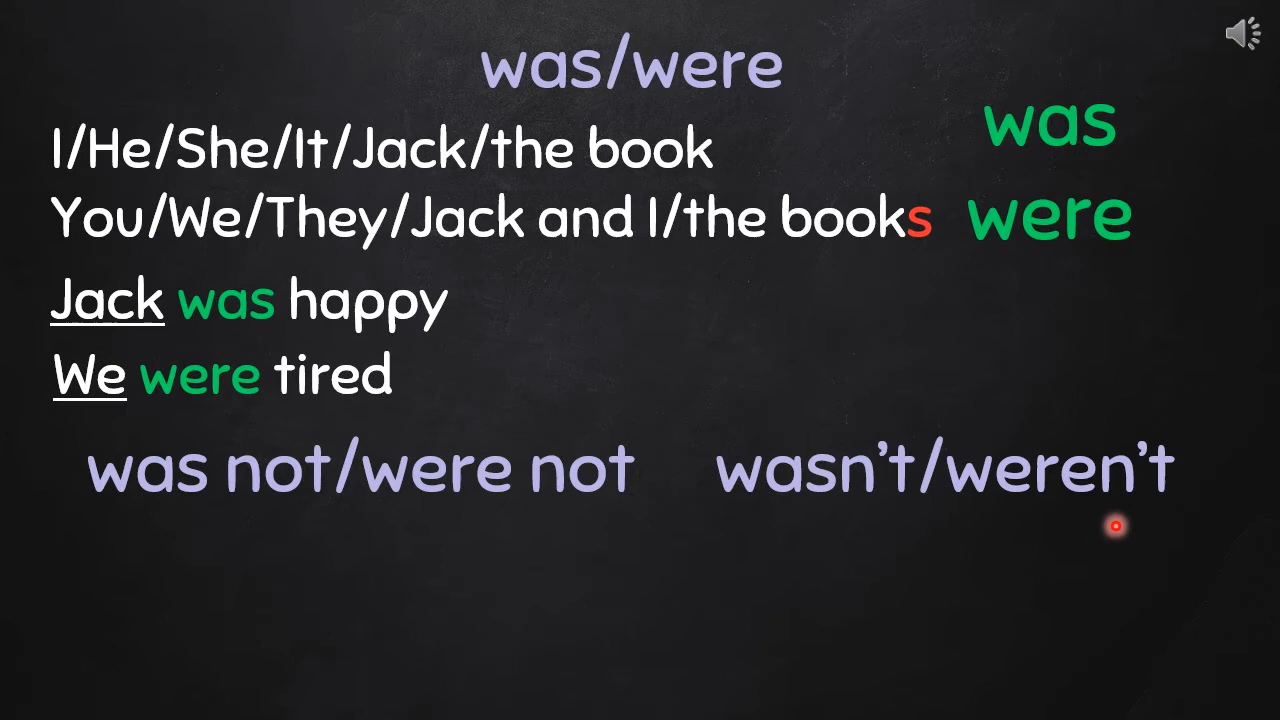 was/were
I/He/She/It/Jack/the book was
You/We/They/Jack and I/the books were
Jack was happy
We were tired
was not/were not wasn’t/weren’t